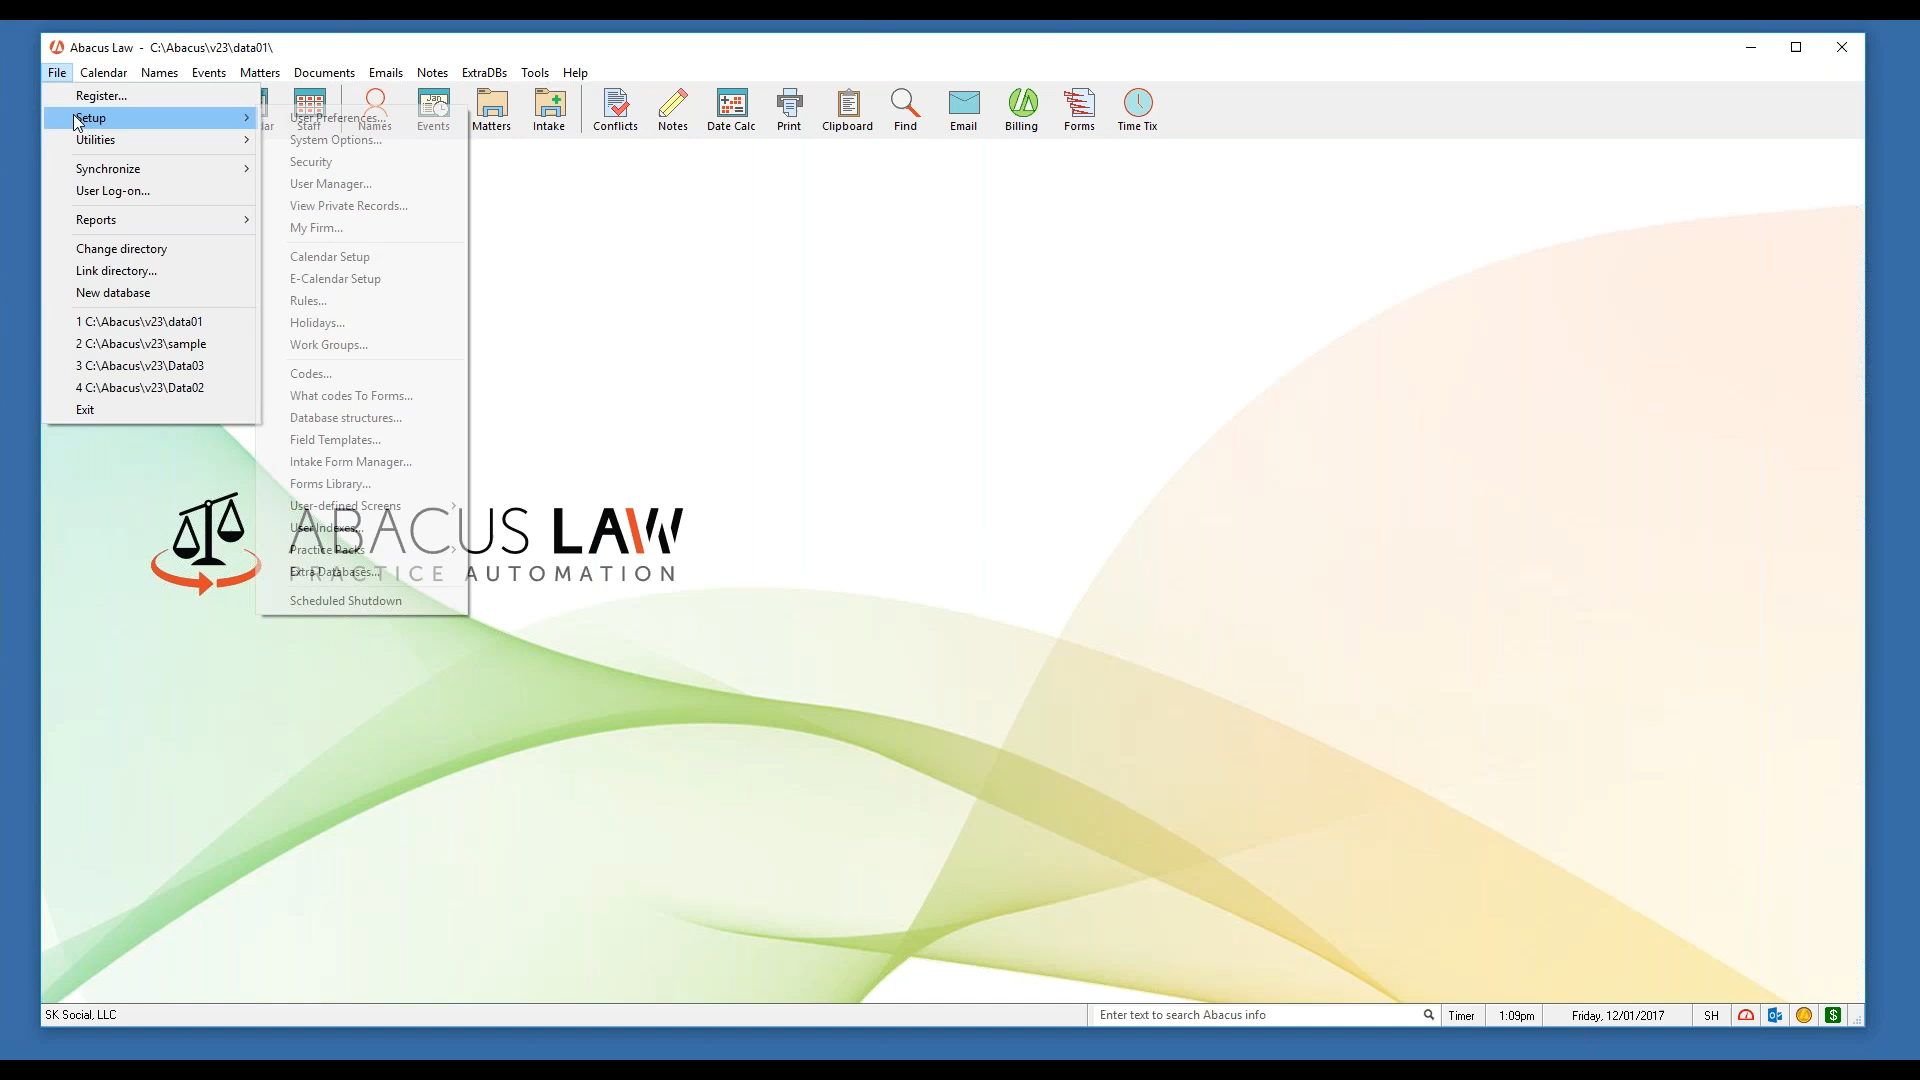 Abacus Law - C:\Abacus\v23\data01\
File Calendar Names Events Matters Documents Emails Notes ExtraDBs Tools Help
Staff Names Events Matters Intake Conflicts Notes Date Calc Print Clipboard Find Email Billing Forms Time Tix
Jan
Register...
Setup
Utilities
Synchronize
User Log-on...
Reports
Change directory
Link directory...
New database
1 C:\Abacus\v23\data01
2 C:\Abacus\v23\sample
3 C:\Abacus\v23\Data03
4 C:\Abacus\v23\Data02
Exit
User Preferences...
System Options...
Security
User Manager...
View Private Records...
My Firm...
Calendar Setup
E-Calendar Setup
Rules...
Holidays...
Work Groups...
Codes...
What codes To Forms...
Database structures...
Field Templates...
Intake Form Manager...
Forms Library...
User-defined Screens
User Indexes...
Practice Packs
Extra Databases...
Scheduled Shutdown
ABACUS LAW
PRACTICE AUTOMATION
SK Social, LLC
Enter text to search Abacus info
Timer
1:09pm
Friday, 12/01/2017
SH